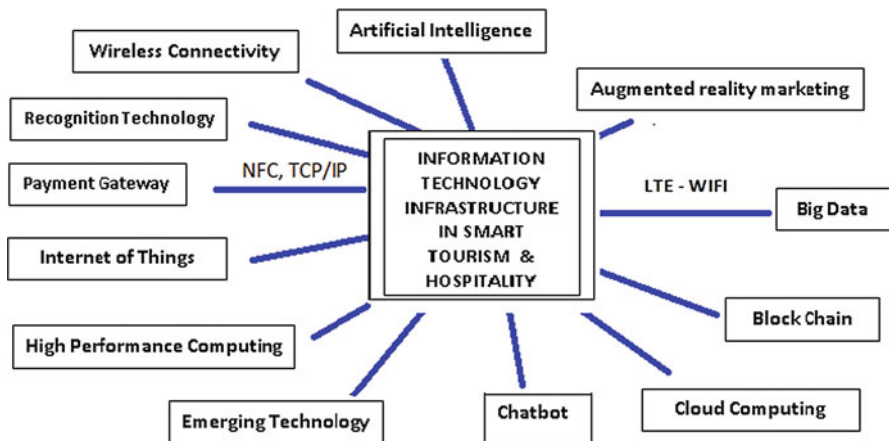 Artificial Intelligence
Wireless Connectivity
Augmented reality marketing
Recognition Technology
NFC, TCP/IP
Payment Gateway
INFORMATION
TECHNOLOGY
INFRASTRUCTURE
IN SMART
TOURISM &
HOSPITALITY
LTE - WIFI
Big Data
Internet of Things
Block Chain
High Performance Computing
Emerging Technology
Chatbot
Cloud Computing